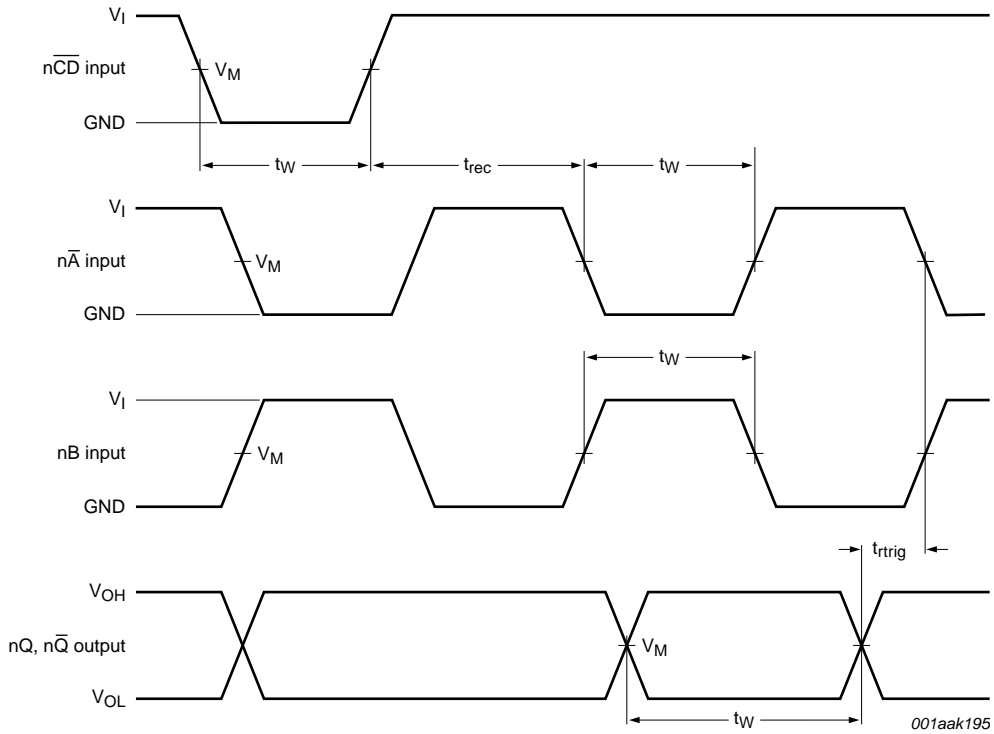 V_I
nC̅D̅ input
V_M
GND
t_W
t_rec
t_W
V_I
nA̅ input
V_M
GND
t_W
V_I
nB input
V_M
GND
t_rtrig
V_OH
nQ, nQ̅ output
V_M
V_OL
t_W
001aak195